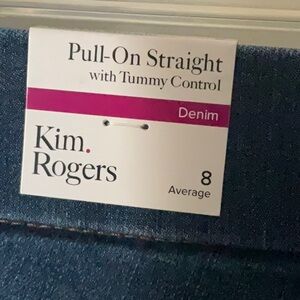 Pull-On Straight
with Tummy Control
Denim
Kim.
Rogers
8
Average